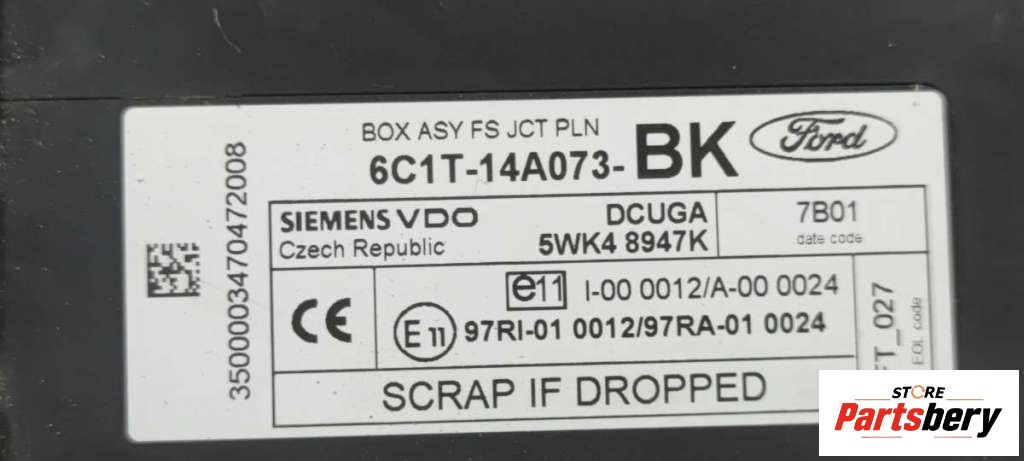 BOX ASY FS JCT PLN
6C1T-14A073-BK
Ford
SIEMENS VDO DCUGA 7B01
Czech Republic 5WK4 8947K date code
3500003470472008
e11 I-00 0012/A-00 0024
CE E11 97RI-01 0012/97RA-01 0024
SCRAP IF DROPPED
FT_027
EOL code
STORE
Partsbery